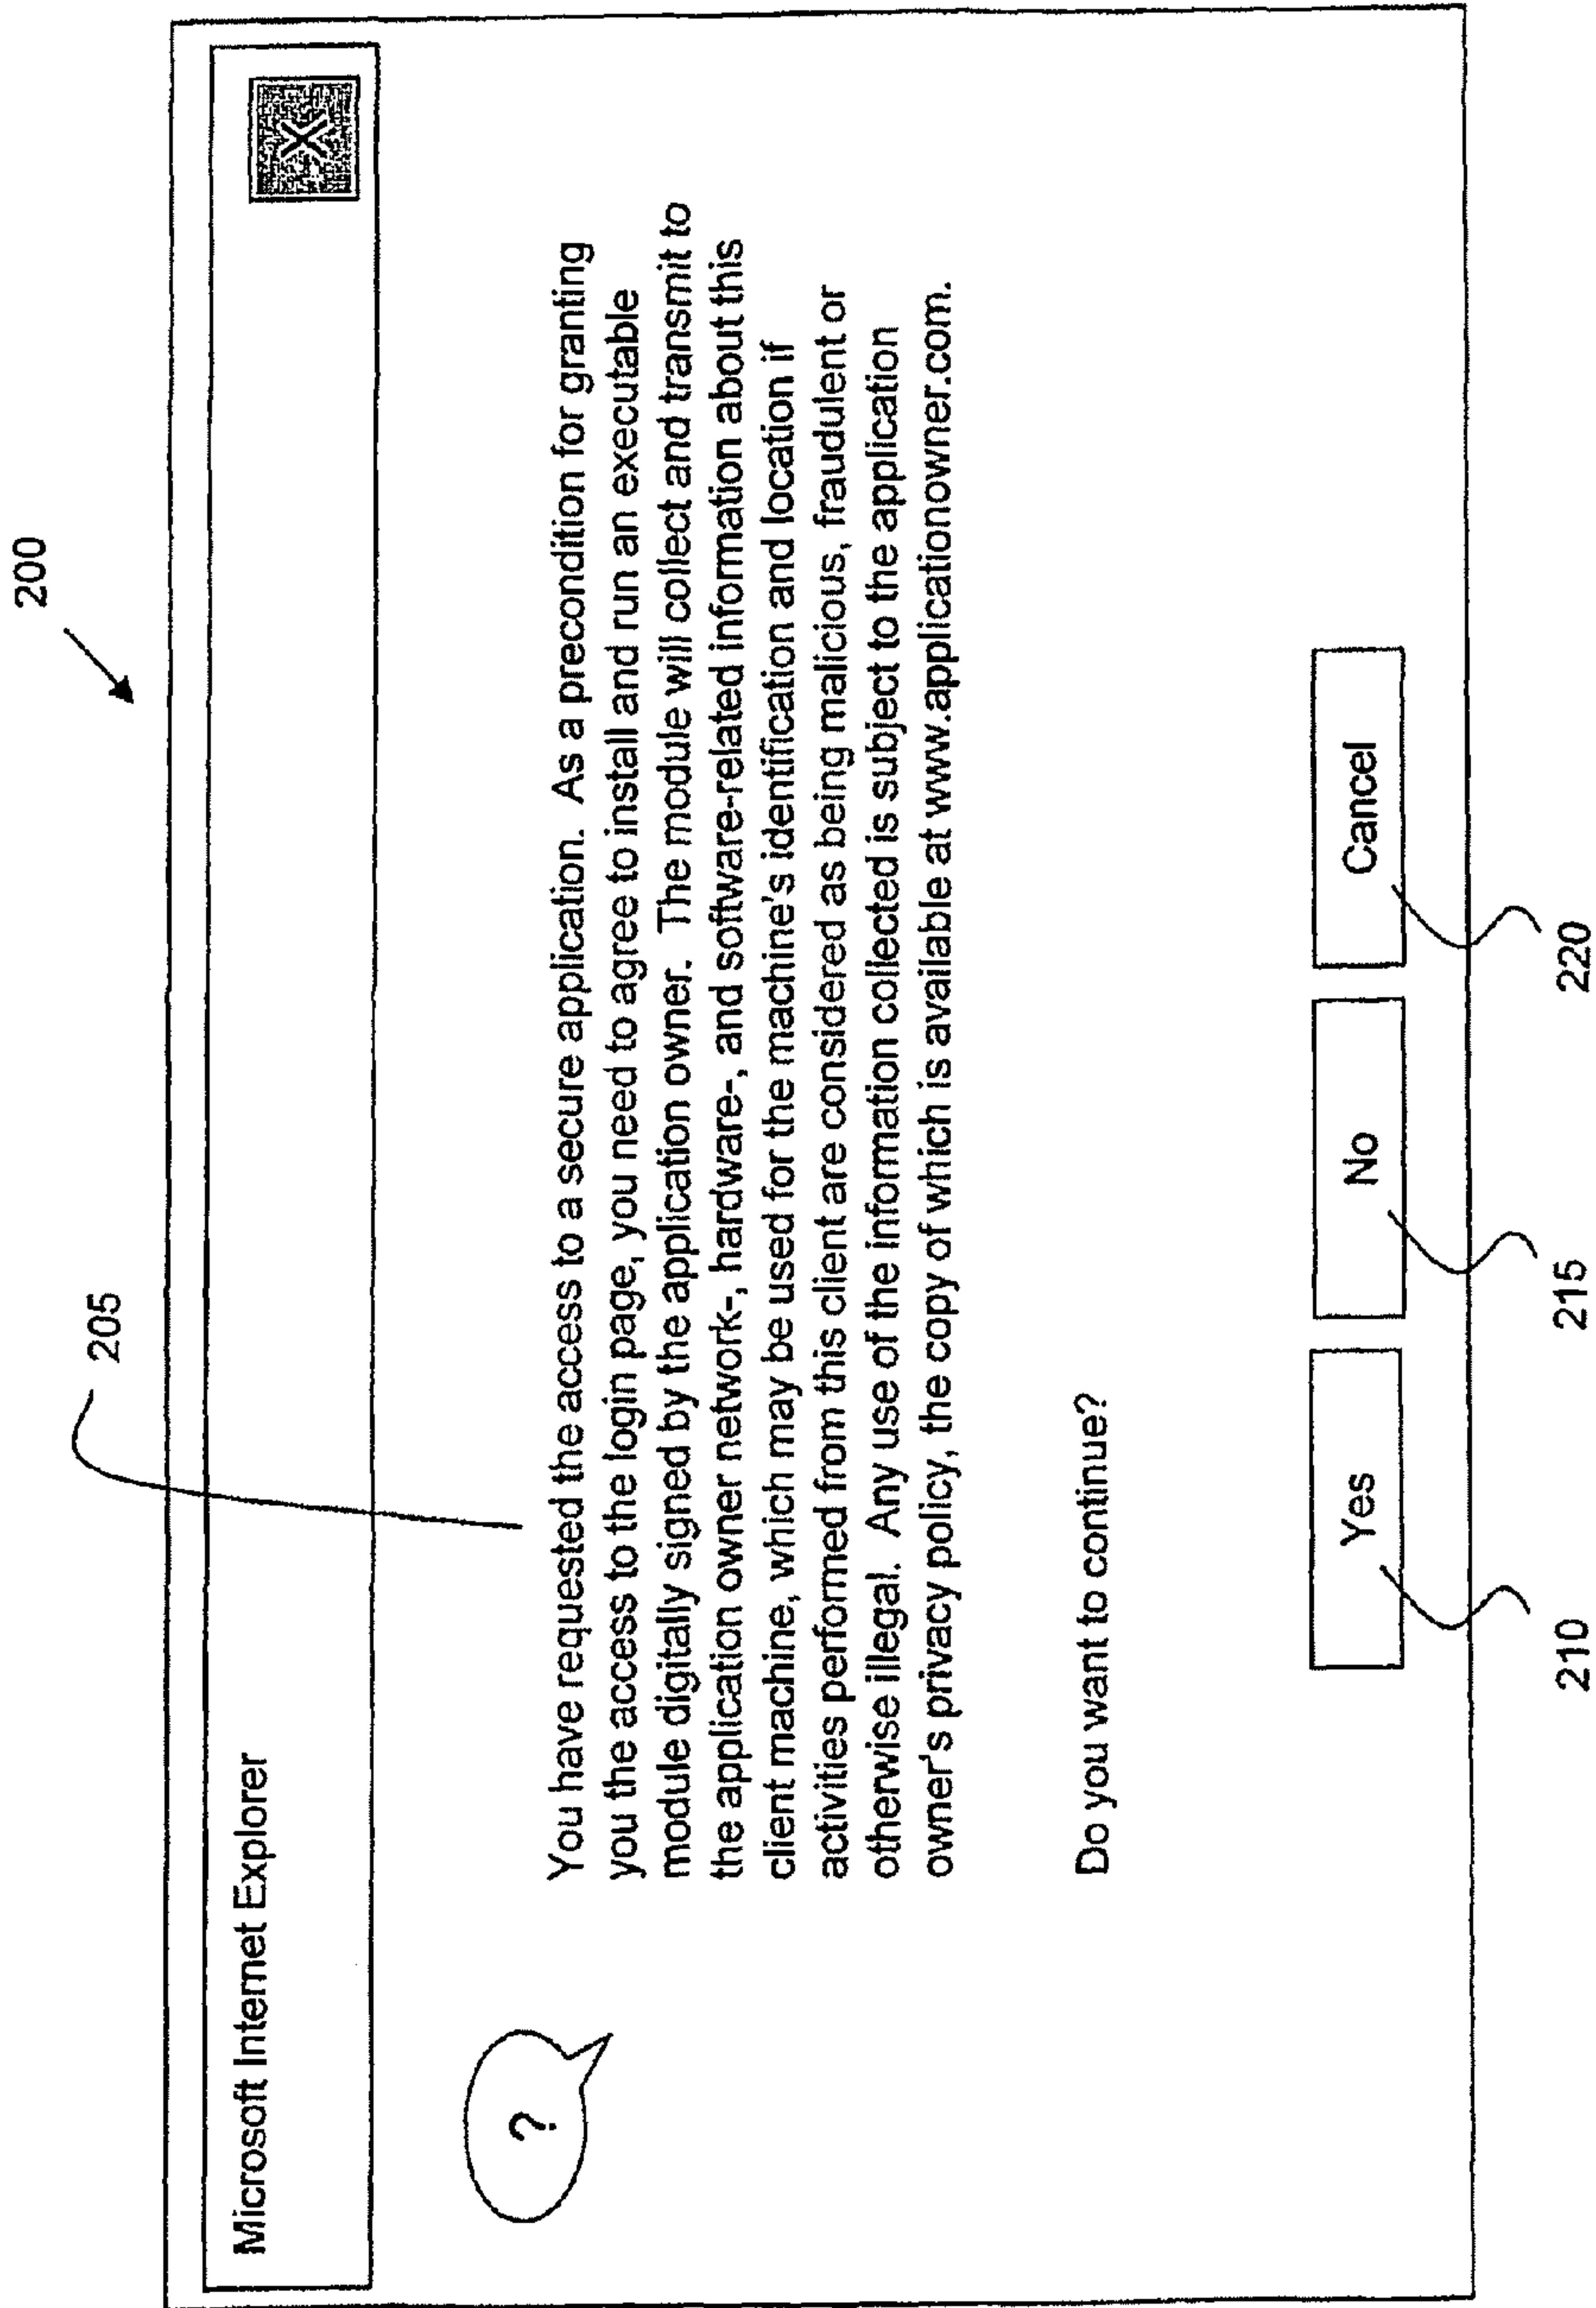 200
205
Microsoft Internet Explorer
X
?
You have requested the access to a secure application. As a precondition for granting
you the access to the login page, you need to agree to install and run an executable
module digitally signed by the application owner. The module will collect and transmit to
the application owner network-, hardware-, and software-related information about this
client machine, which may be used for the machine's identification and location if
activities performed from this client are considered as being malicious, fraudulent or
otherwise illegal. Any use of the information collected is subject to the application
owner's privacy policy, the copy of which is available at www.applicationowner.com.
Do you want to continue?
Yes
No
Cancel
210
215
220